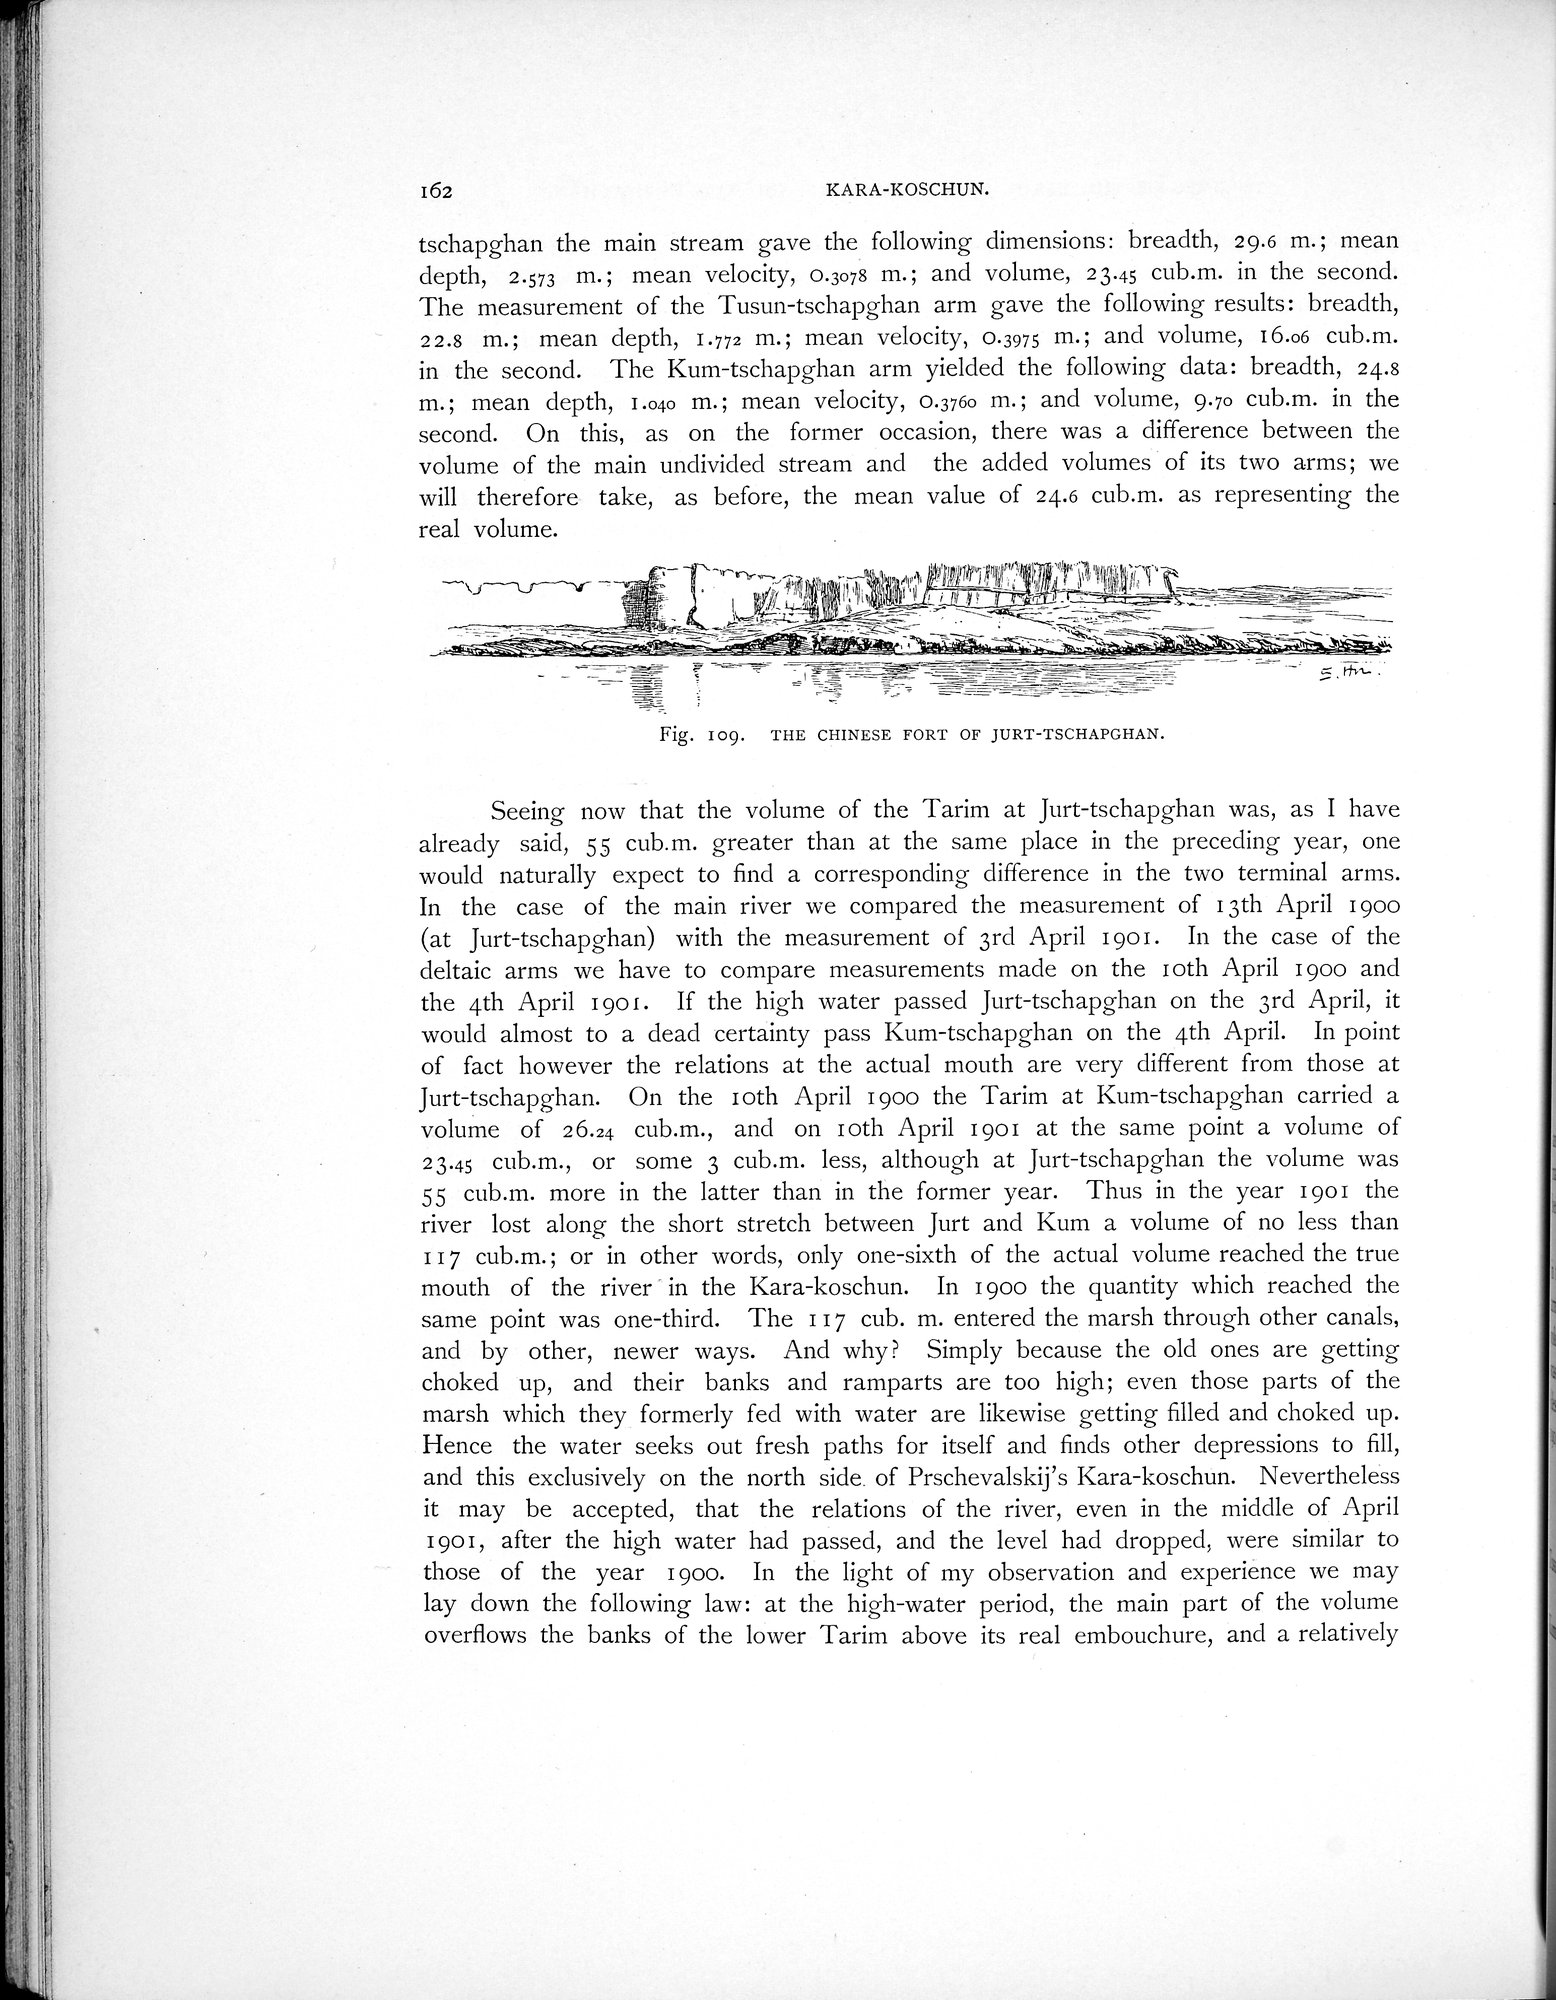 162 KARA-KOSCHUN.
tschapghan the main stream gave the following dimensions: breadth, 29.6 m.; mean
depth, 2.573 m.; mean velocity, 0.3078 m.; and volume, 23.45 cub.m. in the second.
The measurement of the Tusun-tschapghan arm gave the following results: breadth,
22.8 m.; mean depth, 1.772 m.; mean velocity, 0.3975 m.; and volume, 16.06 cub.m.
in the second. The Kum-tschapghan arm yielded the following data: breadth, 24.8
m.; mean depth, 1.040 m.; mean velocity, 0.3760 m.; and volume, 9.70 cub.m. in the
second. On this, as on the former occasion, there was a difference between the
volume of the main undivided stream and the added volumes of its two arms; we
will therefore take, as before, the mean value of 24.6 cub.m. as representing the
real volume.
Fig. 109. THE CHINESE FORT OF JURT-TSCHAPGHAN.
Seeing now that the volume of the Tarim at Jurt-tschapghan was, as I have
already said, 55 cub.m. greater than at the same place in the preceding year, one
would naturally expect to find a corresponding difference in the two terminal arms.
In the case of the main river we compared the measurement of 13th April 1900
(at Jurt-tschapghan) with the measurement of 3rd April 1901. In the case of the
deltaic arms we have to compare measurements made on the 10th April 1900 and
the 4th April 1901. If the high water passed Jurt-tschapghan on the 3rd April, it
would almost to a dead certainty pass Kum-tschapghan on the 4th April. In point
of fact however the relations at the actual mouth are very different from those at
Jurt-tschapghan. On the 10th April 1900 the Tarim at Kum-tschapghan carried a
volume of 26.24 cub.m., and on 10th April 1901 at the same point a volume of
23.45 cub.m., or some 3 cub.m. less, although at Jurt-tschapghan the volume was
55 cub.m. more in the latter than in the former year. Thus in the year 1901 the
river lost along the short stretch between Jurt and Kum a volume of no less than
117 cub.m.; or in other words, only one-sixth of the actual volume reached the true
mouth of the river in the Kara-koschun. In 1900 the quantity which reached the
same point was one-third. The 117 cub. m. entered the marsh through other canals,
and by other, newer ways. And why? Simply because the old ones are getting
choked up, and their banks and ramparts are too high; even those parts of the
marsh which they formerly fed with water are likewise getting filled and choked up.
Hence the water seeks out fresh paths for itself and finds other depressions to fill,
and this exclusively on the north side of Prschevalskij's Kara-koschun. Nevertheless
it may be accepted, that the relations of the river, even in the middle of April
1901, after the high water had passed, and the level had dropped, were similar to
those of the year 1900. In the light of my observation and experience we may
lay down the following law: at the high-water period, the main part of the volume
overflows the banks of the lower Tarim above its real embouchure, and a relatively